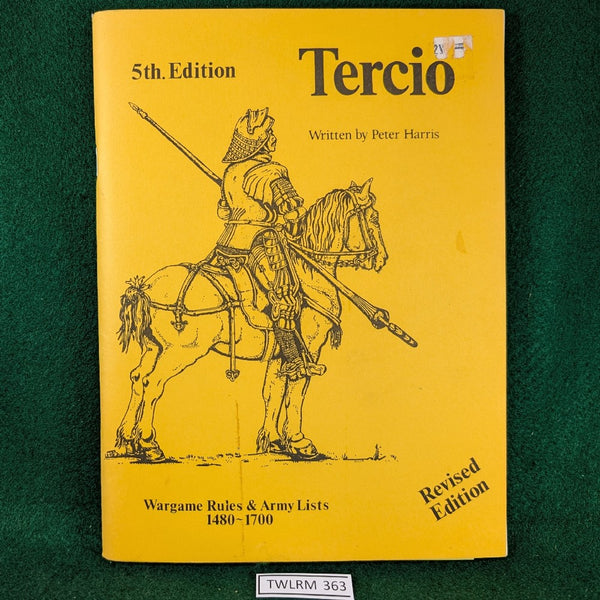 5th. Edition
Tercio
Written by Peter Harris
Wargame Rules & Army Lists
1480~1700
Revised
Edition
TWLRM 363